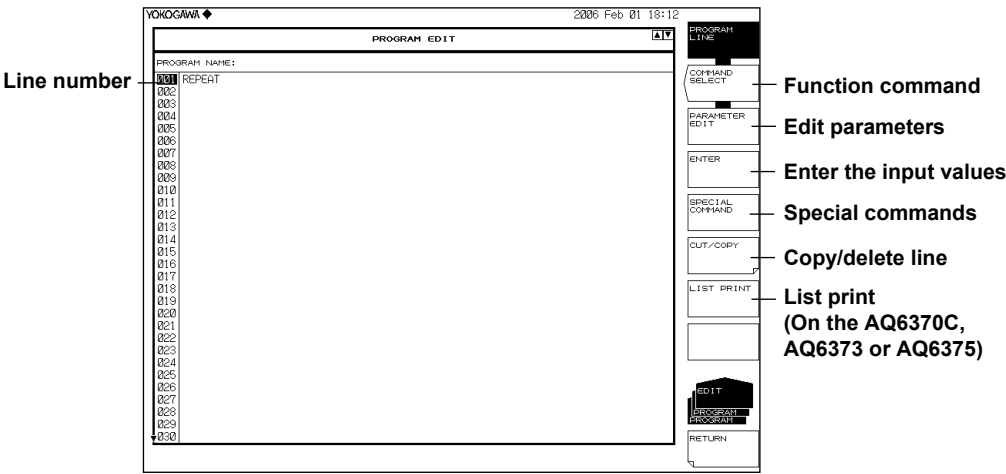 YOKOGAWA 2006 Feb 01 18:12
PROGRAM EDIT
PROGRAM NAME:
Line number
001 REPEAT
002
003
004
005
006
007
008
009
010
011
012
013
014
015
016
017
018
019
020
021
022
023
024
025
026
027
028
029
030
PROGRAM
LINE
COMMAND
SELECT
Function command
PARAMETER
EDIT
Edit parameters
ENTER
Enter the input values
SPECIAL
COMMAND
Special commands
CUT/COPY
Copy/delete line
LIST PRINT
List print
(On the AQ6370C,
AQ6373 or AQ6375)
EDIT
PROGRAM
PROGRAM
RETURN